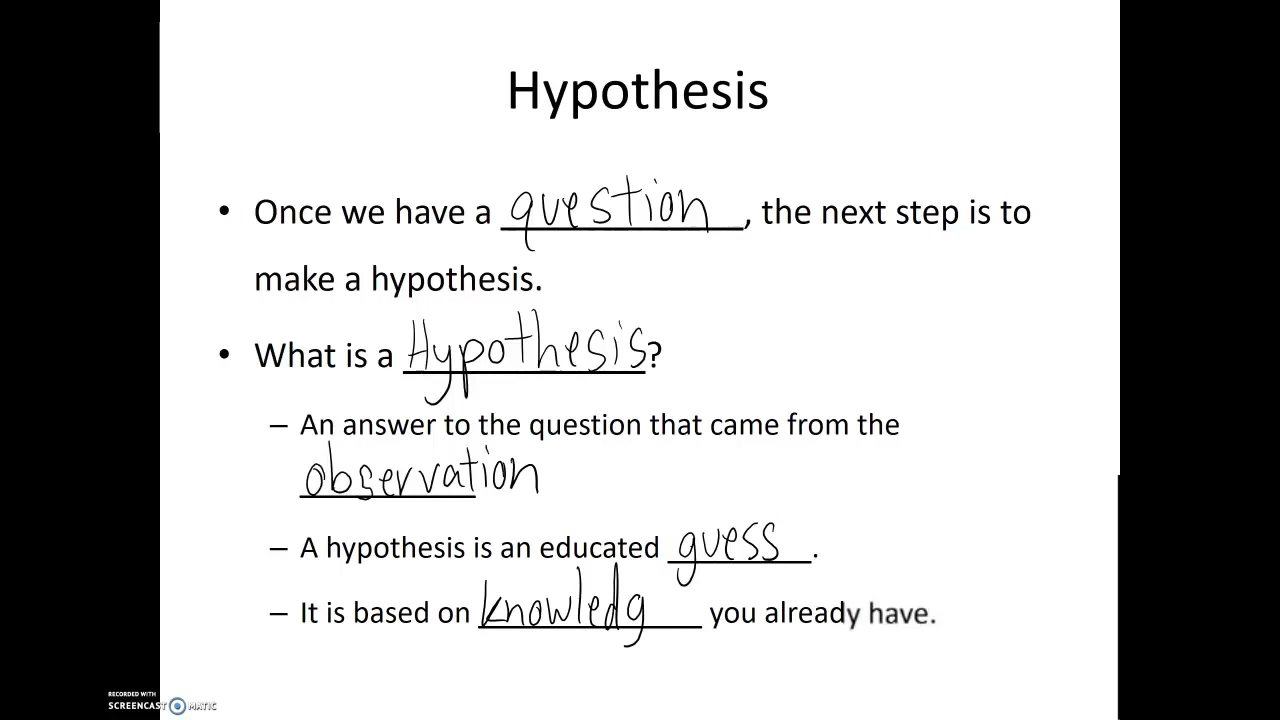 Hypothesis
• Once we have a question, the next step is to
make a hypothesis.
• What is a Hypothesis?
– An answer to the question that came from the
observation
– A hypothesis is an educated guess.
– It is based on knowledg you already have.
RECORDED WITH
SCREENCAST MATIC